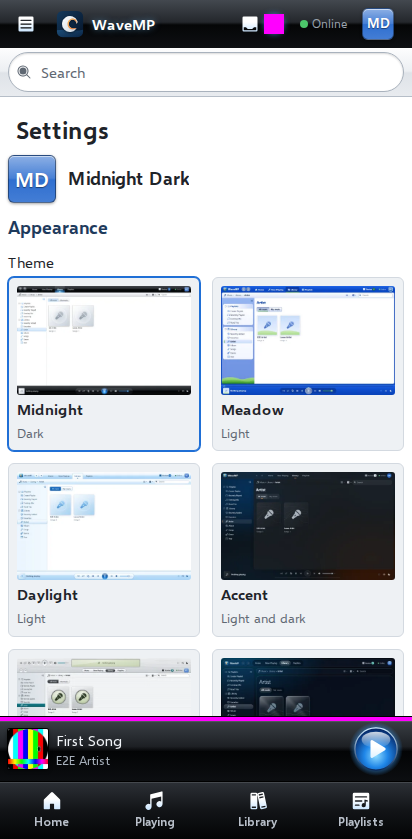 WaveMP
Online
MD
Search
Settings
MD
Midnight Dark
Appearance
Theme
Midnight
Dark
Meadow
Light
Daylight
Light
Accent
Light and dark
First Song
E2E Artist
Home
Playing
Library
Playlists